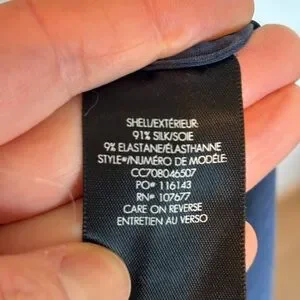 SHELL/EXTÉRIEUR:
91% SILK/SOIE
9% ELASTANE/ÉLASTHANNE
STYLE#/NUMÉRO DE MODÈLE:
CC708046507
PO# 116143
RN# 107677
CARE ON REVERSE
ENTRETIEN AU VERSO